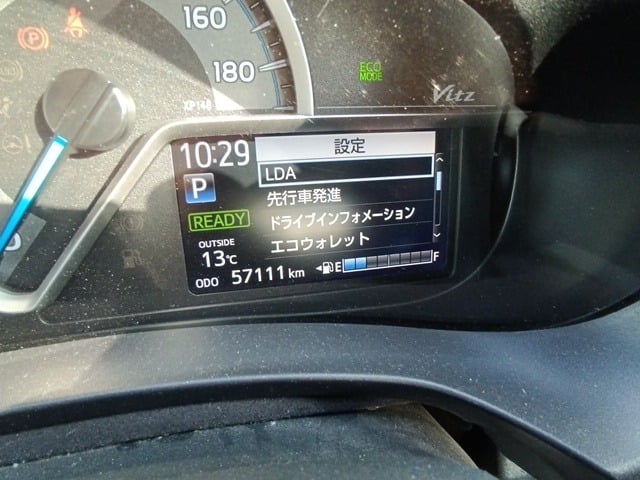 160
180
ECO
MODE
Vitz
10:29
設定
P
LDA
先行車発進
READY
ドライブインフォメーション
OUTSIDE
エコウォレット
13℃
ODO 57111 km
E F